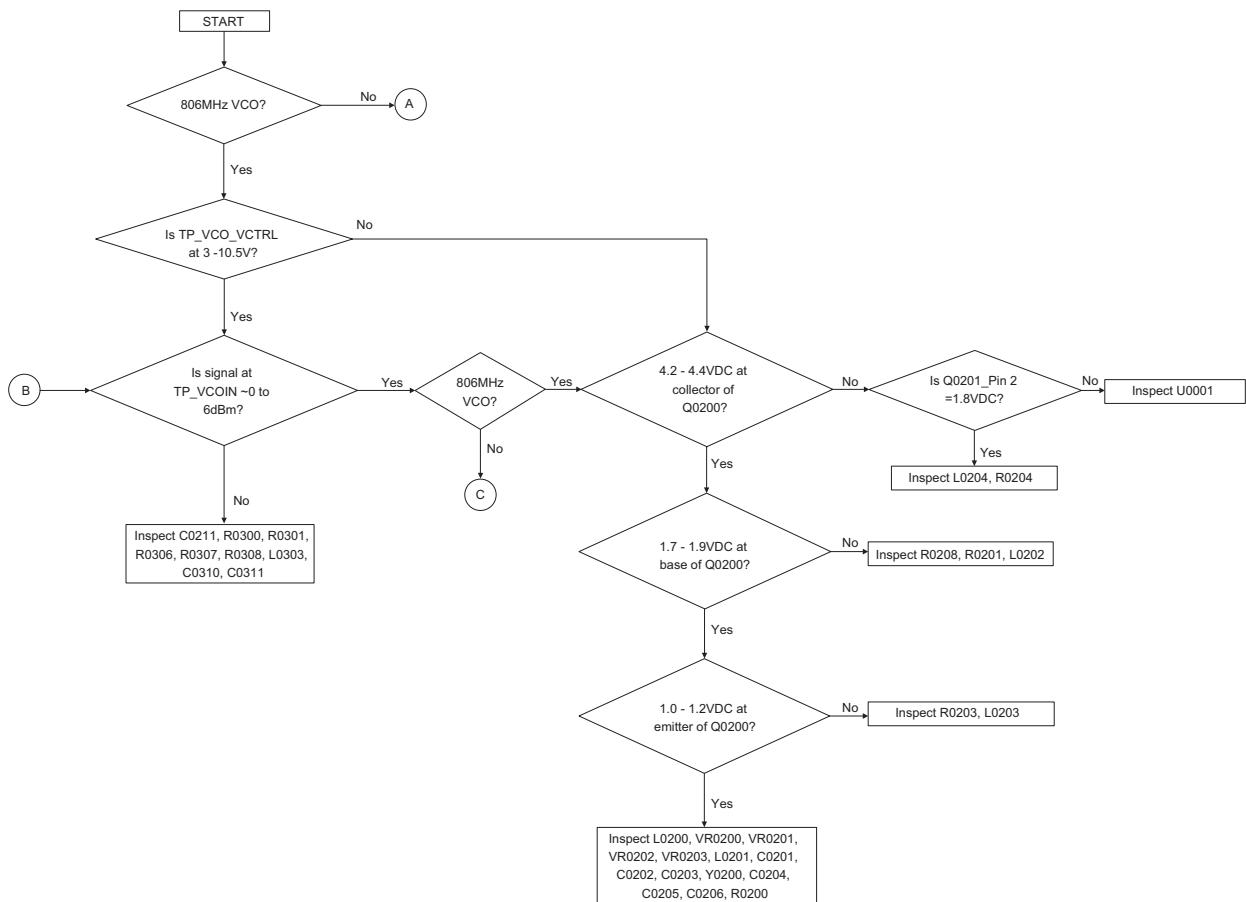 START
806MHz VCO?
No
A
Yes
Is TP_VCO_VCTRL
at 3 -10.5V?
No
Yes
B
Is signal at
TP_VCOIN ~0 to
6dBm?
Yes
806MHz
VCO?
Yes
4.2 - 4.4VDC at
collector of
Q0200?
No
Is Q0201_Pin 2
=1.8VDC?
No
Inspect U0001
No
C
Yes
Inspect L0204, R0204
No
Inspect C0211, R0300, R0301,
R0306, R0307, R0308, L0303,
C0310, C0311
Yes
1.7 - 1.9VDC at
base of Q0200?
No
Inspect R0208, R0201, L0202
Yes
1.0 - 1.2VDC at
emitter of Q0200?
No
Inspect R0203, L0203
Yes
Inspect L0200, VR0200, VR0201,
VR0202, VR0203, L0201, C0201,
C0202, C0203, Y0200, C0204,
C0205, C0206, R0200